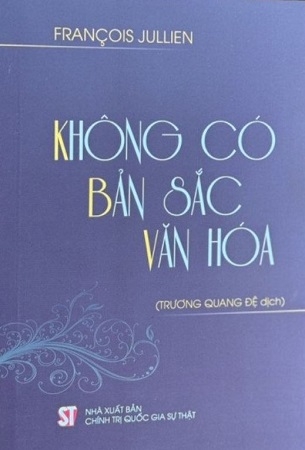 FRANÇOIS JULLIEN
KHÔNG CÓ
BẢN SẮC
VĂN HÓA
(TRƯƠNG QUANG ĐỆ dịch)
ST
NHÀ XUẤT BẢN
CHÍNH TRỊ QUỐC GIA SỰ THẬT